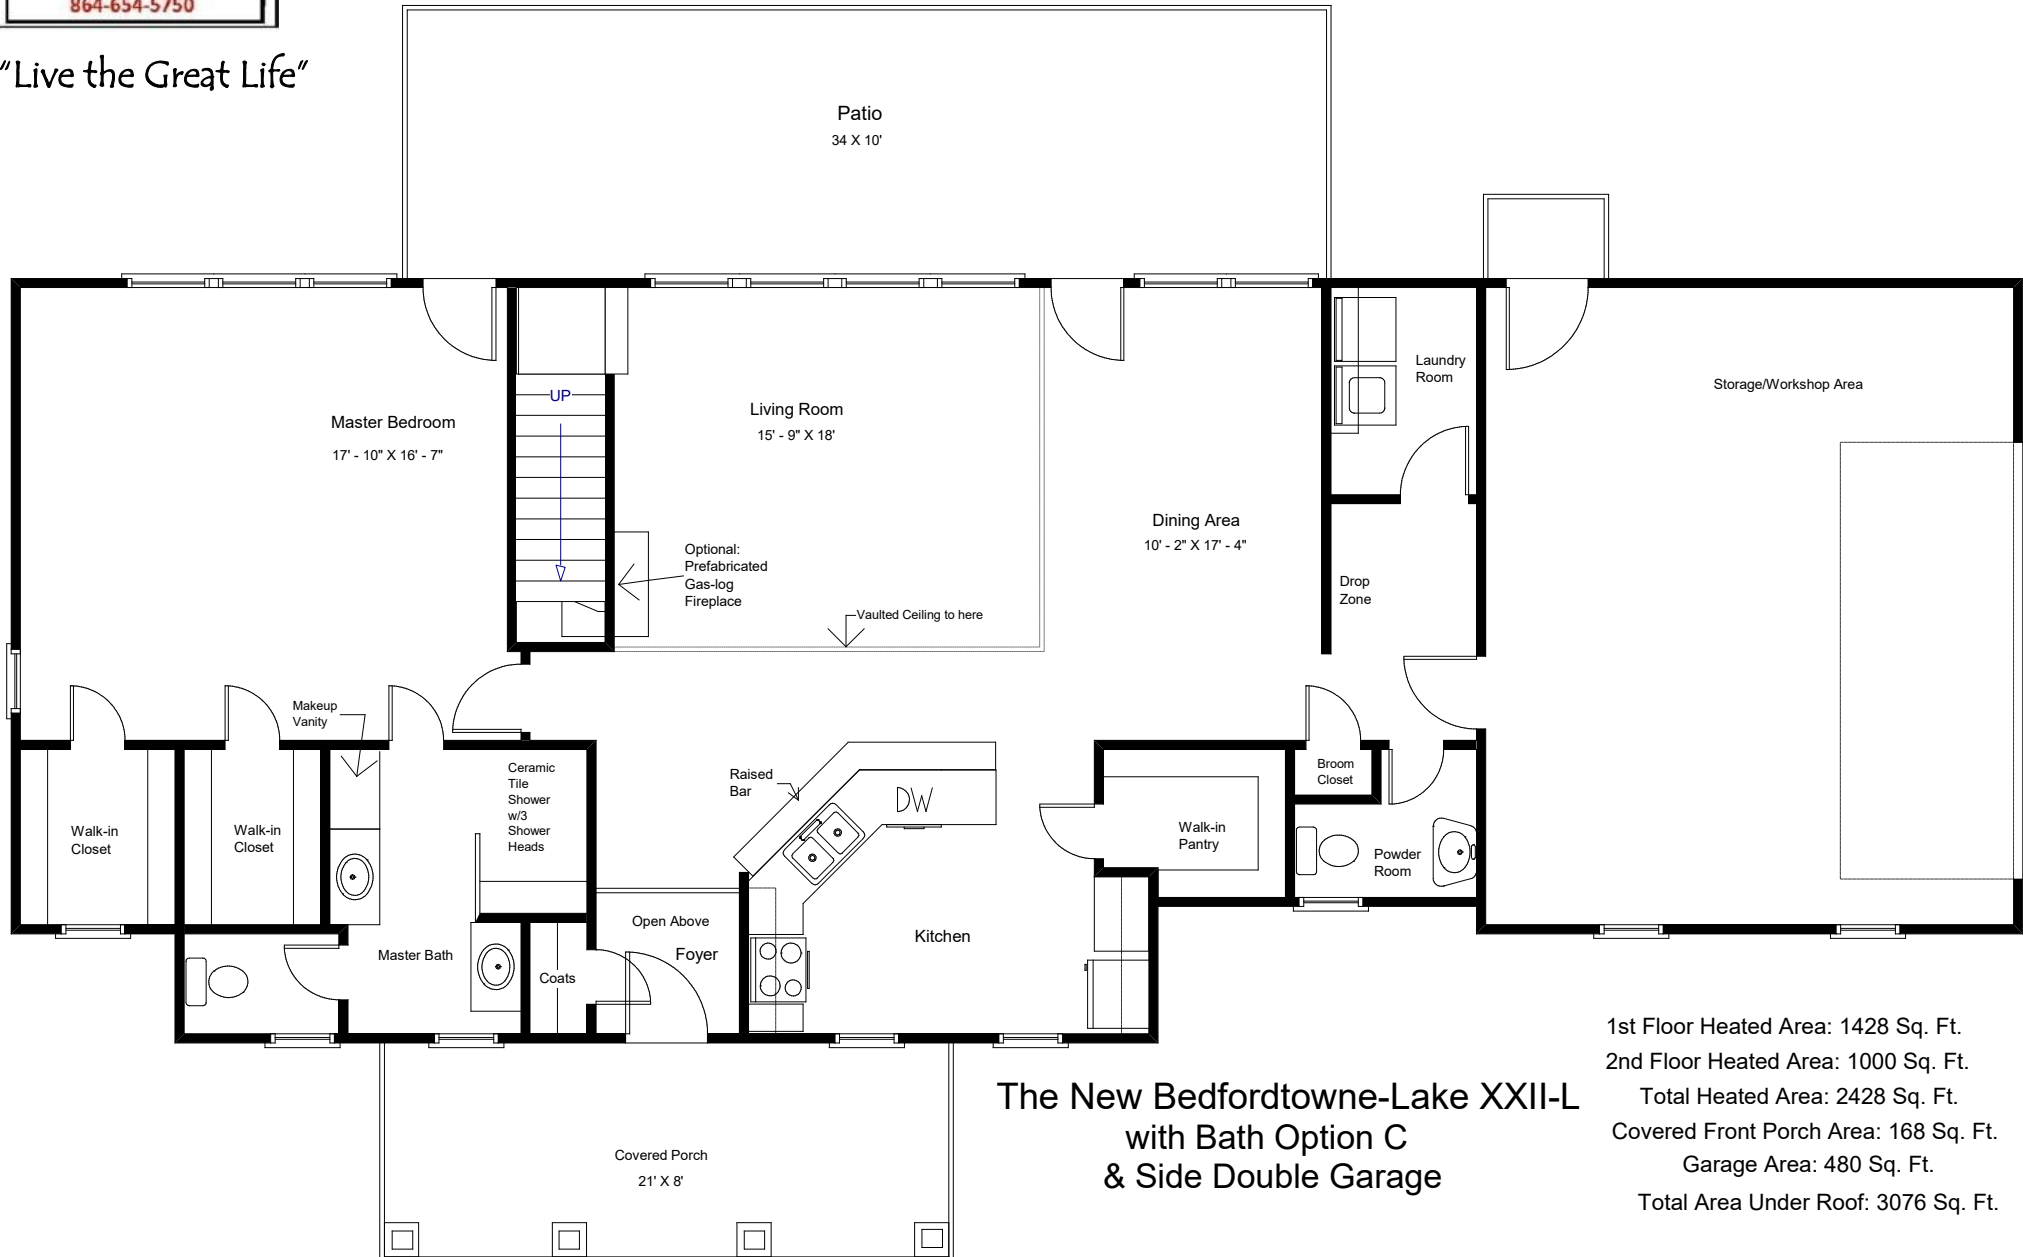 864-654-5750
"Live the Great Life"
Patio
34 X 10'
Laundry
Room
Storage/Workshop Area
UP
Master Bedroom
17' - 10" X 16' - 7"
Living Room
15' - 9" X 18'
Dining Area
10' - 2" X 17' - 4"
Optional:
Prefabricated
Gas-log
Fireplace
Drop
Zone
Vaulted Ceiling to here
Makeup
Vanity
Ceramic
Tile
Shower
w/3
Shower
Heads
Raised
Bar
DW
Broom
Closet
Walk-in
Closet
Walk-in
Closet
Walk-in
Pantry
Powder
Room
Open Above
Foyer
Kitchen
Master Bath
Coats
Covered Porch
21' X 8'
The New Bedfordtowne-Lake XXII-L
with Bath Option C
& Side Double Garage
1st Floor Heated Area: 1428 Sq. Ft.
2nd Floor Heated Area: 1000 Sq. Ft.
Total Heated Area: 2428 Sq. Ft.
Covered Front Porch Area: 168 Sq. Ft.
Garage Area: 480 Sq. Ft.
Total Area Under Roof: 3076 Sq. Ft.